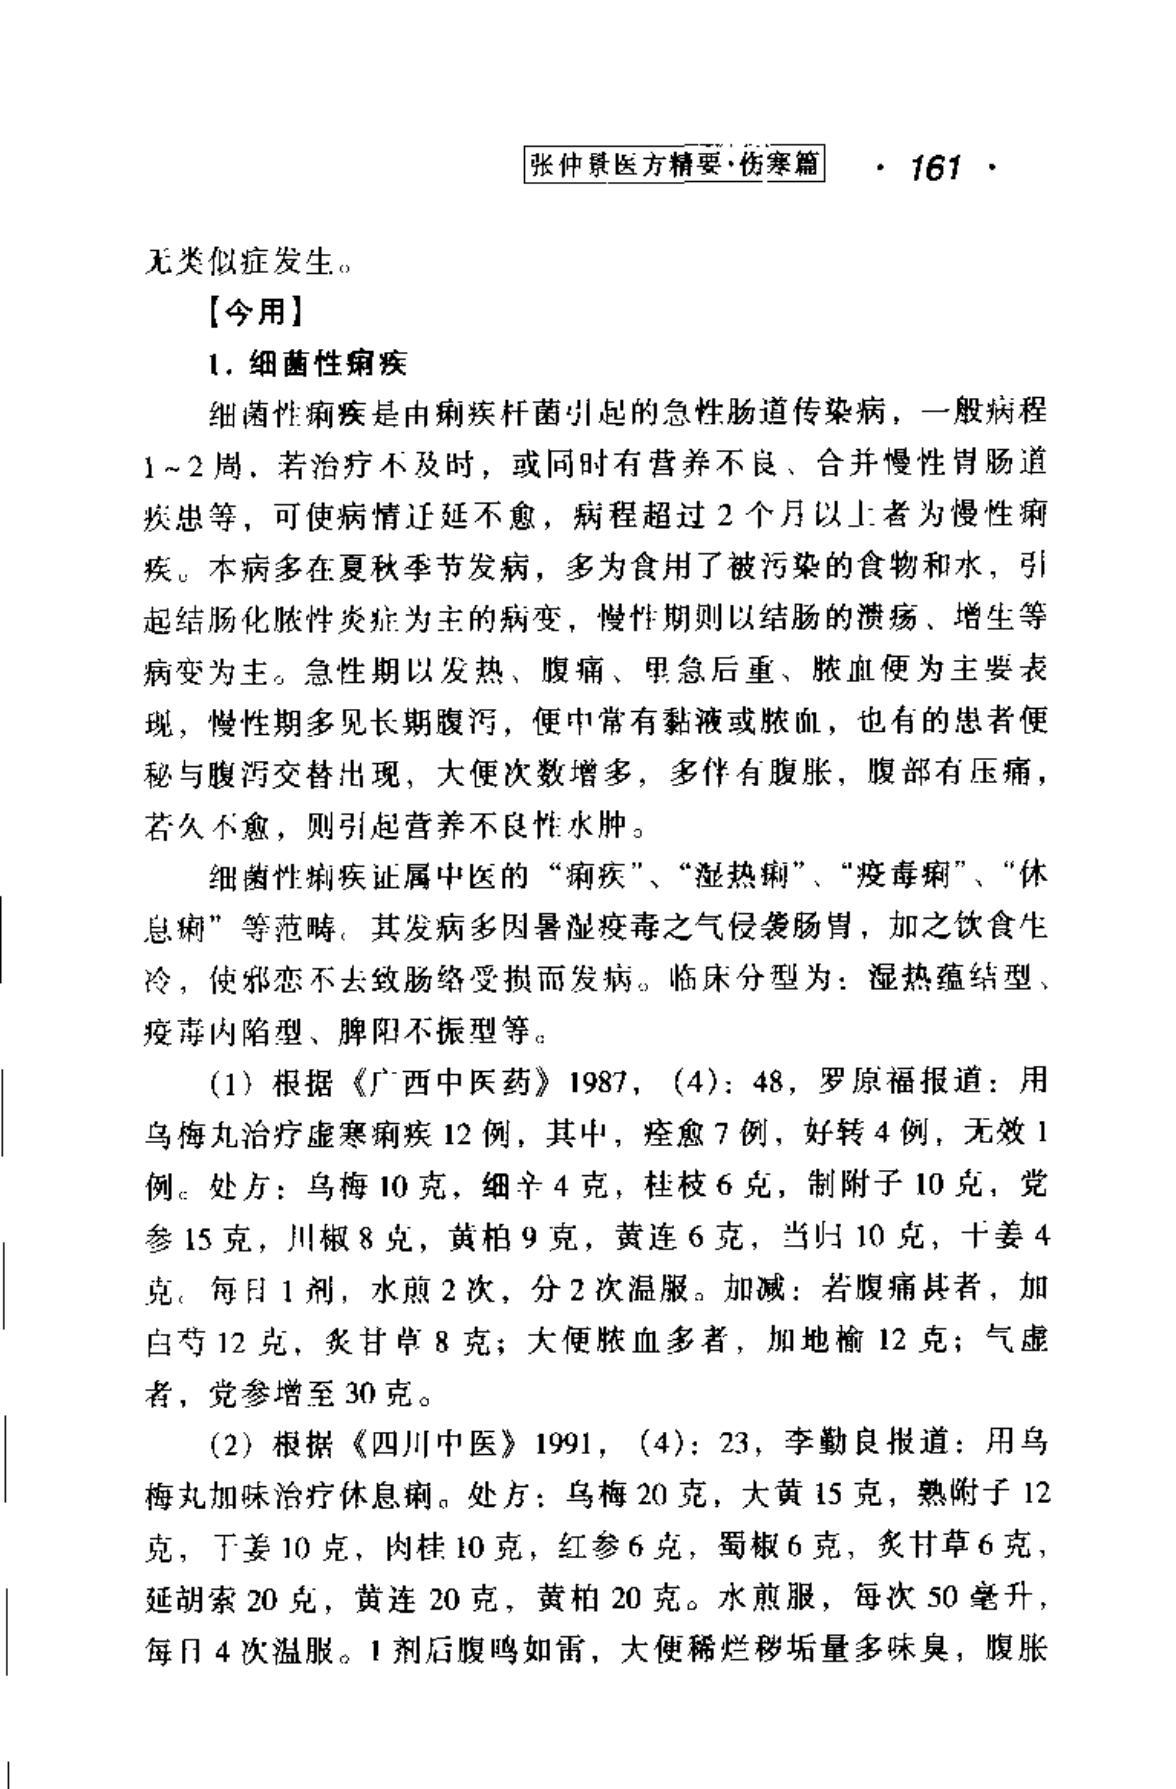 张仲景医方精要·伤寒篇 · 161 ·
无类似症发生。
【今用】
1. 细菌性痢疾
细菌性痢疾是由痢疾杆菌引起的急性肠道传染病，一般病程
1~2周，若治疗不及时，或同时有营养不良、合并慢性胃肠道
疾患等，可使病情迁延不愈，病程超过2个月以上者为慢性痢
疾。本病多在夏秋季节发病，多为食用了被污染的食物和水，引
起结肠化脓性炎症为主的病变，慢性期则以结肠的溃疡、增生等
病变为主。急性期以发热、腹痛、里急后重、脓血便为主要表
现，慢性期多见长期腹泻，便中常有黏液或脓血，也有的患者便
秘与腹泻交替出现，大便次数增多，多伴有腹胀，腹部有压痛，
若久不愈，则引起营养不良性水肿。
细菌性痢疾证属中医的“痢疾”、“湿热痢”、“疫毒痢”、“休
息痢”等范畴。其发病多因暑湿疫毒之气侵袭肠胃，加之饮食生
冷，使邪恋不去致肠络受损而发病。临床分型为：湿热蕴结型、
疫毒内陷型、脾阳不振型等。
(1) 根据《广西中医药》1987，(4)：48，罗原福报道：用
乌梅丸治疗虚寒痢疾12例，其中，痊愈7例，好转4例，无效1
例。处方：乌梅10克，细辛4克，桂枝6克，制附子10克，党
参15克，川椒8克，黄柏9克，黄连6克，当归10克，干姜4
克。每日1剂，水煎2次，分2次温服。加减：若腹痛甚者，加
白芍12克，炙甘草8克；大便脓血多者，加地榆12克；气虚
者，党参增至30克。
(2) 根据《四川中医》1991，(4)：23，李勤良报道：用乌
梅丸加味治疗休息痢。处方：乌梅20克，大黄15克，熟附子12
克，干姜10克，肉桂10克，红参6克，蜀椒6克，炙甘草6克，
延胡索20克，黄连20克，黄柏20克。水煎服，每次50毫升，
每日4次温服。1剂后腹鸣如雷，大便稀烂秽垢量多味臭，腹胀